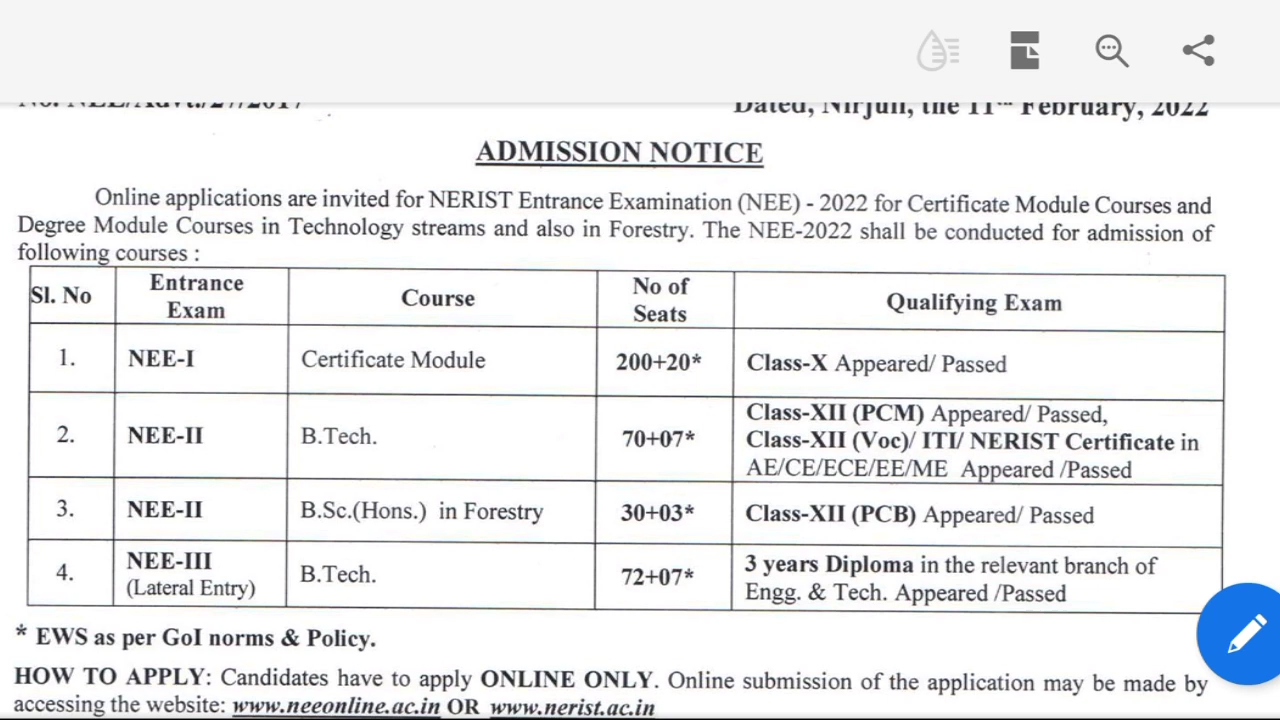 Dated, Nirjuli, the 11th February, 2022
ADMISSION NOTICE
Online applications are invited for NERIST Entrance Examination (NEE) - 2022 for Certificate Module Courses and
Degree Module Courses in Technology streams and also in Forestry. The NEE-2022 shall be conducted for admission of
following courses :
Sl. No Entrance Exam Course No of Seats Qualifying Exam
1. NEE-I Certificate Module 200+20* Class-X Appeared/ Passed
2. NEE-II B.Tech. 70+07* Class-XII (PCM) Appeared/ Passed,
Class-XII (Voc)/ ITI/ NERIST Certificate in
AE/CE/ECE/EE/ME Appeared /Passed
3. NEE-II B.Sc.(Hons.) in Forestry 30+03* Class-XII (PCB) Appeared/ Passed
4. NEE-III (Lateral Entry) B.Tech. 72+07* 3 years Diploma in the relevant branch of
Engg. & Tech. Appeared /Passed
* EWS as per GoI norms & Policy.
HOW TO APPLY: Candidates have to apply ONLINE ONLY. Online submission of the application may be made by
accessing the website: www.neeonline.ac.in OR www.nerist.ac.in